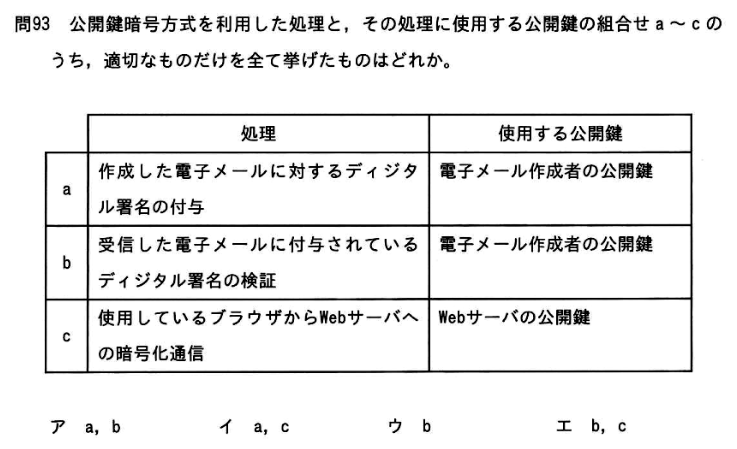 問93 公開鍵暗号方式を利用した処理と，その処理に使用する公開鍵の組合せａ～ｃの
うち，適切なものだけを全て挙げたものはどれか。
処理 使用する公開鍵
a 作成した電子メールに対するディジタ 電子メール作成者の公開鍵
ル署名の付与
b 受信した電子メールに付与されている 電子メール作成者の公開鍵
ディジタル署名の検証
c 使用しているブラウザからWebサーバへ Webサーバの公開鍵
の暗号化通信
ア a, b イ a, c ウ b エ b, c